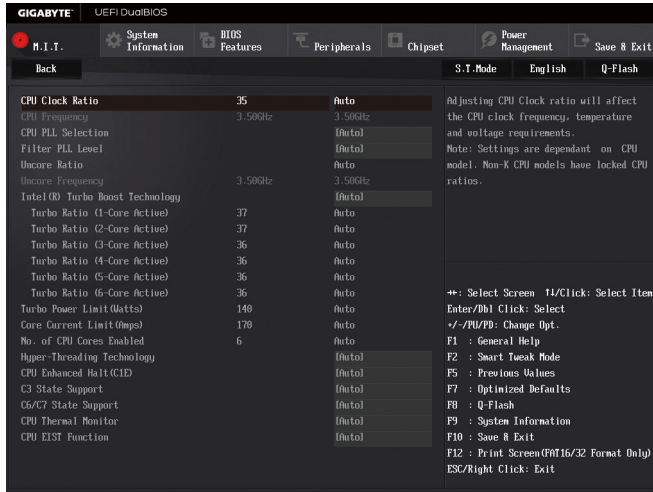 GIGABYTE™ UEFI DualBIOS
M.I.T. System Information BIOS Features Peripherals Chipset Power Management Save & Exit
Back S.T.Mode English Q-Flash
CPU Clock Ratio 35 Auto
CPU Frequency 3.50GHz 3.50GHz
CPU PLL Selection [Auto]
Filter PLL Level [Auto]
Uncore Ratio Auto
Uncore Frequency 3.50GHz 3.50GHz
Intel(R) Turbo Boost Technology [Auto]
Turbo Ratio (1-Core Active) 37 Auto
Turbo Ratio (2-Core Active) 37 Auto
Turbo Ratio (3-Core Active) 36 Auto
Turbo Ratio (4-Core Active) 36 Auto
Turbo Ratio (5-Core Active) 36 Auto
Turbo Ratio (6-Core Active) 36 Auto
Turbo Power Limit(Watts) 140 Auto
Core Current Limit(Amps) 170 Auto
No. of CPU Cores Enabled 6 Auto
Hyper-Threading Technology [Auto]
CPU Enhanced Halt(C1E) [Auto]
C3 State Support [Auto]
C6/C7 State Support [Auto]
CPU Thermal Monitor [Auto]
CPU EIST Function [Auto]
Adjusting CPU Clock ratio will affect
the CPU clock frequency, temperature
and voltage requirements.
Note: Settings are dependant on CPU
model. Non-K CPU models have locked CPU
ratios.
→←: Select Screen ↑↓/Click: Select Item
Enter/Dbl Click: Select
+/-/PU/PD: Change Opt.
F1 : General Help
F2 : Smart Tweak Mode
F5 : Previous Values
F7 : Optimized Defaults
F8 : Q-Flash
F9 : System Information
F10 : Save & Exit
F12 : Print Screen(FAT16/32 Format Only)
ESC/Right Click: Exit